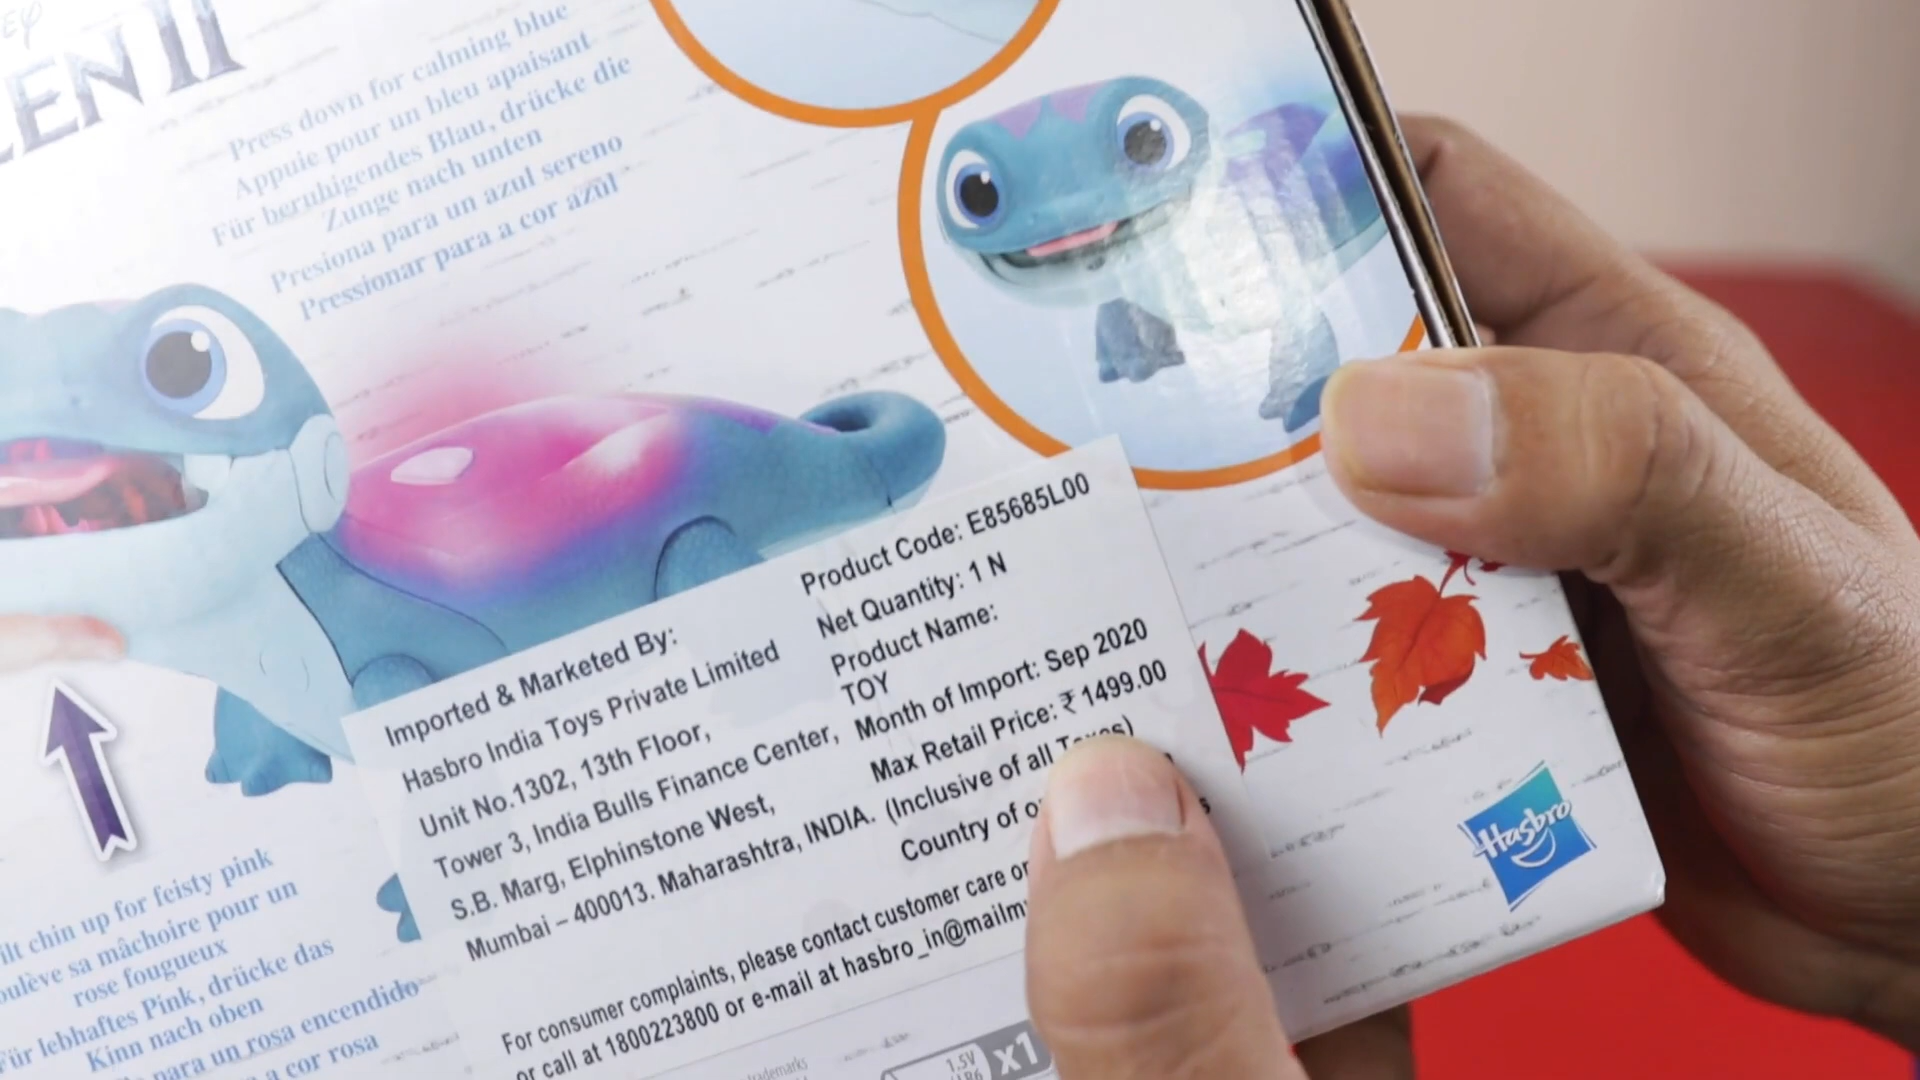 EY
EN II
Press down for calming blue
Appuie pour un bleu apaisant
Für beruhigendes Blau, drücke die
Zunge nach unten
Presiona para un azul sereno
Pressionar para a cor azul
chin up for feisty pink
sa mâchoire pour un
rose fougueux
Für lebhaftes Pink, drücke das
Kinn nach oben
para un rosa encendido
a cor rosa
Imported & Marketed By:
Hasbro India Toys Private Limited
Unit No.1302, 13th Floor,
Tower 3, India Bulls Finance Center,
S.B. Marg, Elphinstone West,
Mumbai – 400013. Maharashtra, INDIA.
Product Code: E85685L00
Net Quantity: 1 N
Product Name:
TOY
Month of Import: Sep 2020
Max Retail Price: ₹ 1499.00
(Inclusive of all Taxes)
Country of
For consumer complaints, please contact customer care
or call at 1800223800 or e-mail at hasbro_in@mailm
Hasbro
1.5V
x1